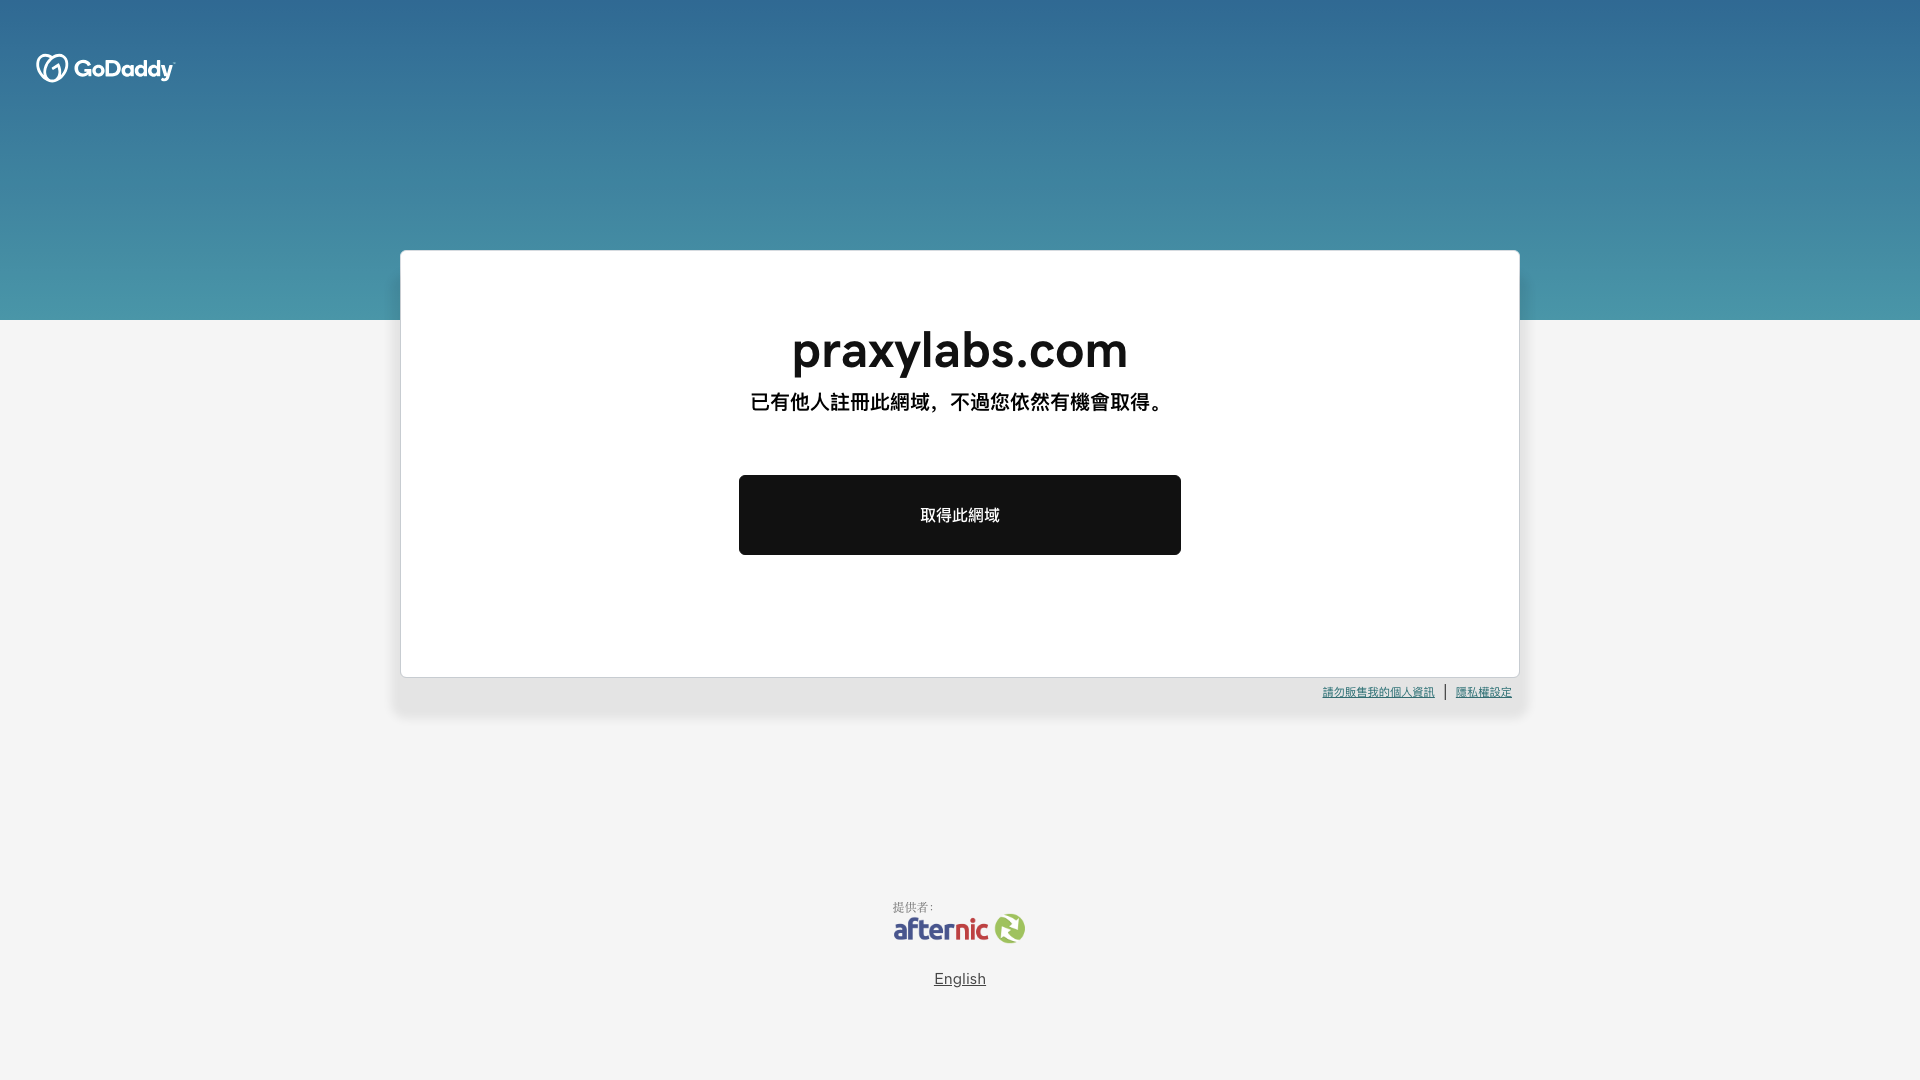 GoDaddy
praxylabs.com
已有他人註冊此網域，不過您依然有機會取得。
取得此網域
請勿販售我的個人資訊 | 隱私權設定
提供者：
afternic
English